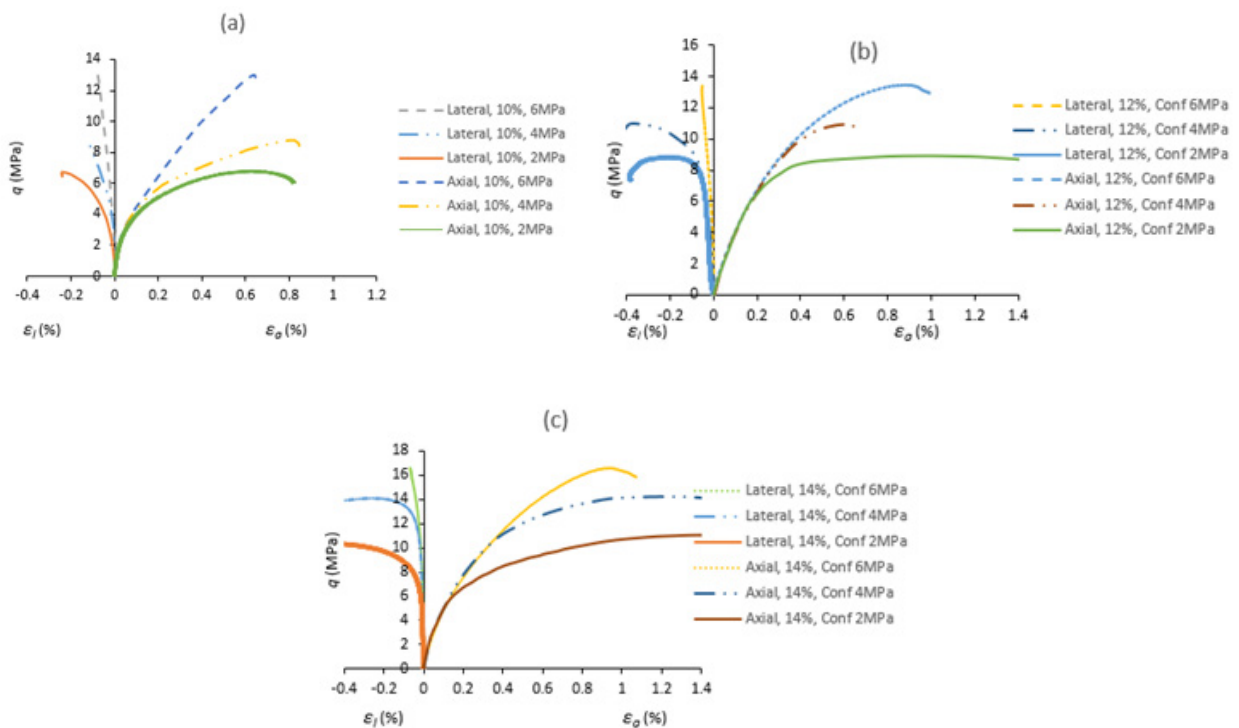 (a)
14
12
10
8
6
4
2
0
q (MPa)
-0.4 -0.2 0 0.2 0.4 0.6 0.8 1 1.2
εl (%) εa (%)
Lateral, 10%, 6MPa
Lateral, 10%, 4MPa
Lateral, 10%, 2MPa
Axial, 10%, 6MPa
Axial, 10%, 4MPa
Axial, 10%, 2MPa
(b)
16
14
12
10
8
6
4
2
0
q (MPa)
-0.4 -0.2 0 0.2 0.4 0.6 0.8 1 1.2 1.4
εl (%) εa (%)
Lateral, 12%, Conf 6MPa
Lateral, 12%, Conf 4MPa
Lateral, 12%, Conf 2MPa
Axial, 12%, Conf 6MPa
Axial, 12%, Conf 4MPa
Axial, 12%, Conf 2MPa
(c)
18
16
14
12
10
8
6
4
2
0
q (MPa)
-0.4 -0.2 0 0.2 0.4 0.6 0.8 1 1.2 1.4
εl (%) εa (%)
Lateral, 14%, Conf 6MPa
Lateral, 14%, Conf 4MPa
Lateral, 14%, Conf 2MPa
Axial, 14%, Conf 6MPa
Axial, 14%, Conf 4MPa
Axial, 14%, Conf 2MPa